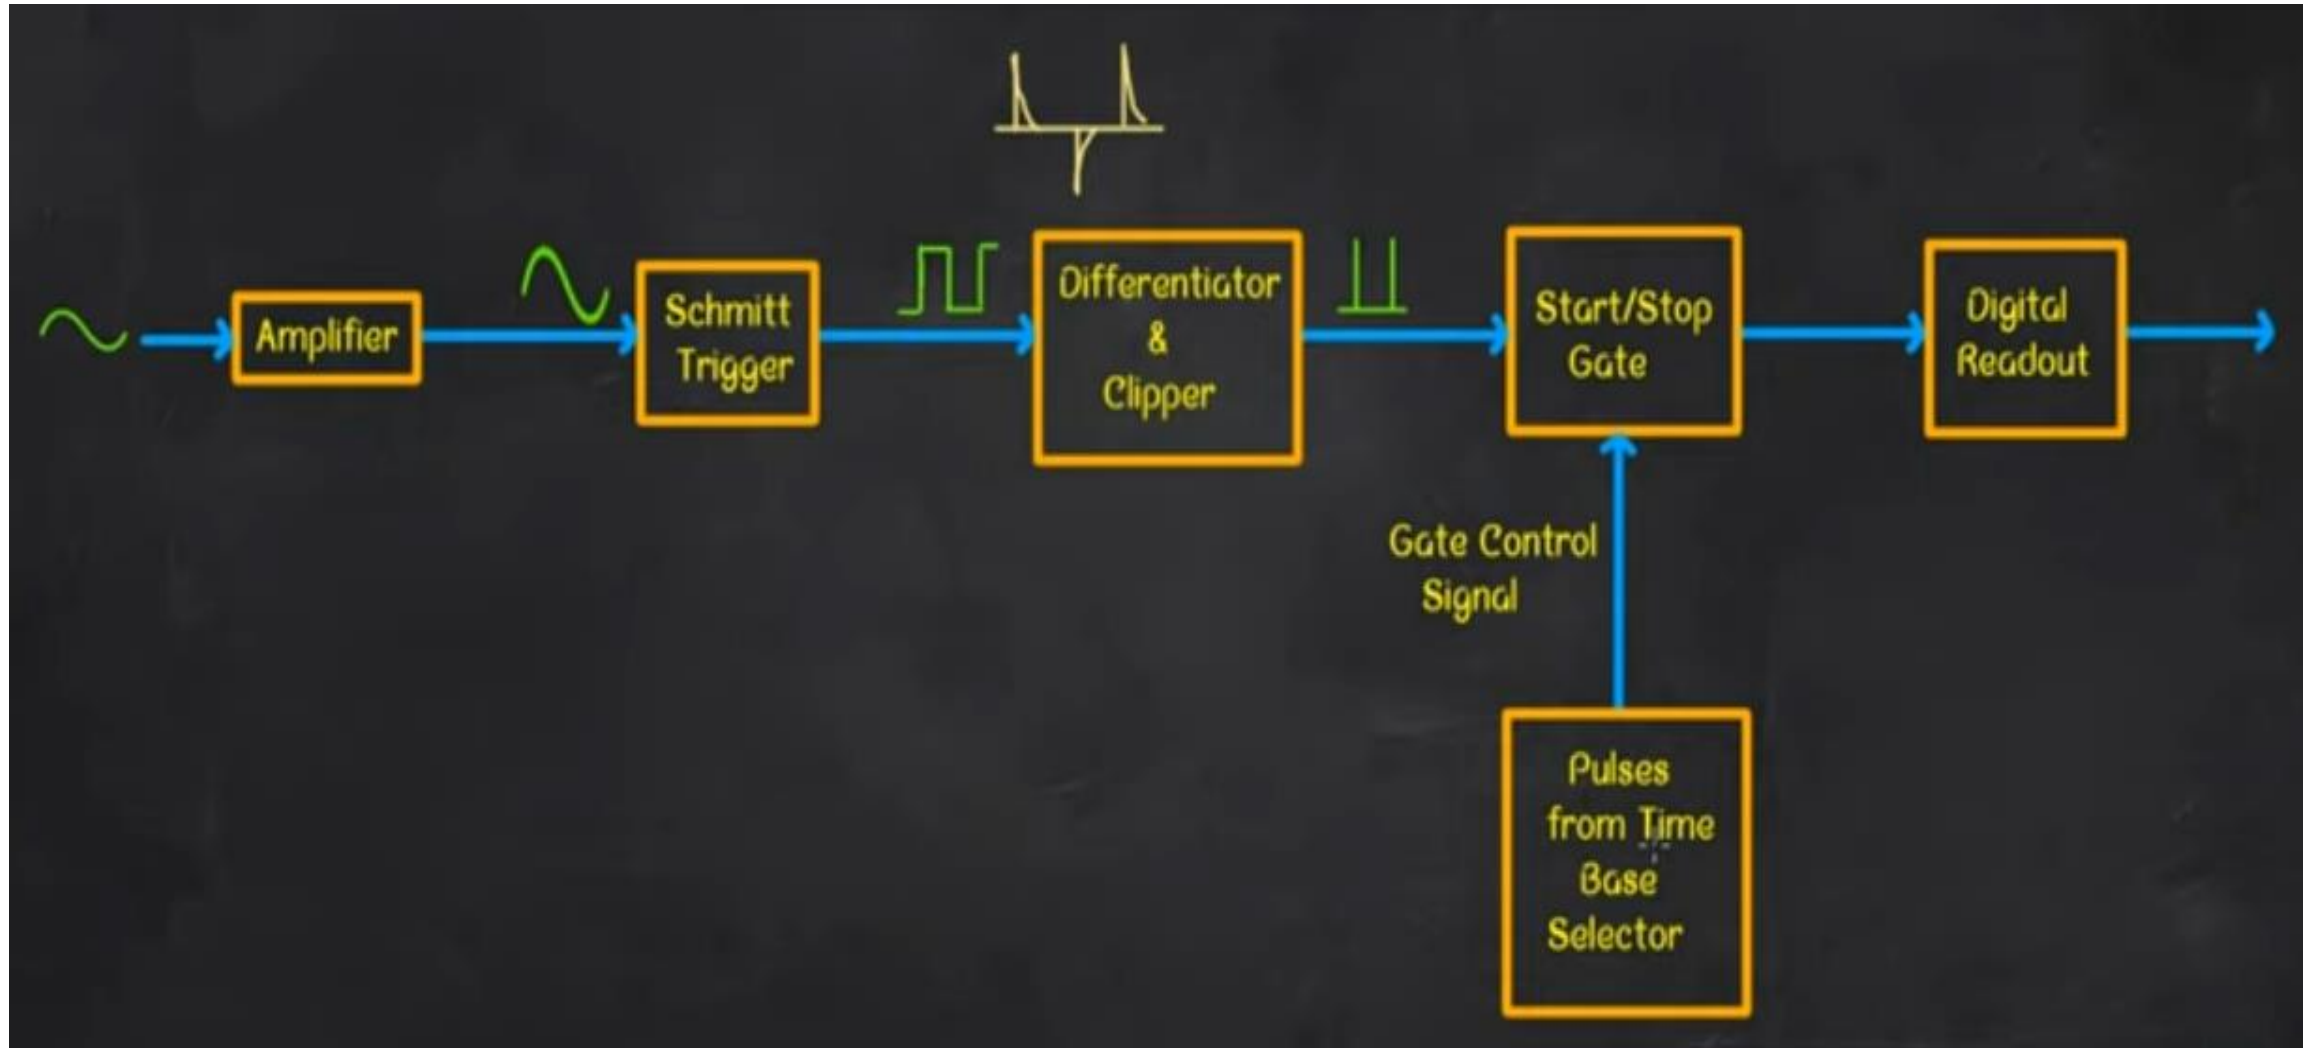 Amplifier
Schmitt
Trigger
Differentiator
&
Clipper
Start/Stop
Gate
Digital
Readout
Gate Control
Signal
Pulses
from Time
Base
Selector